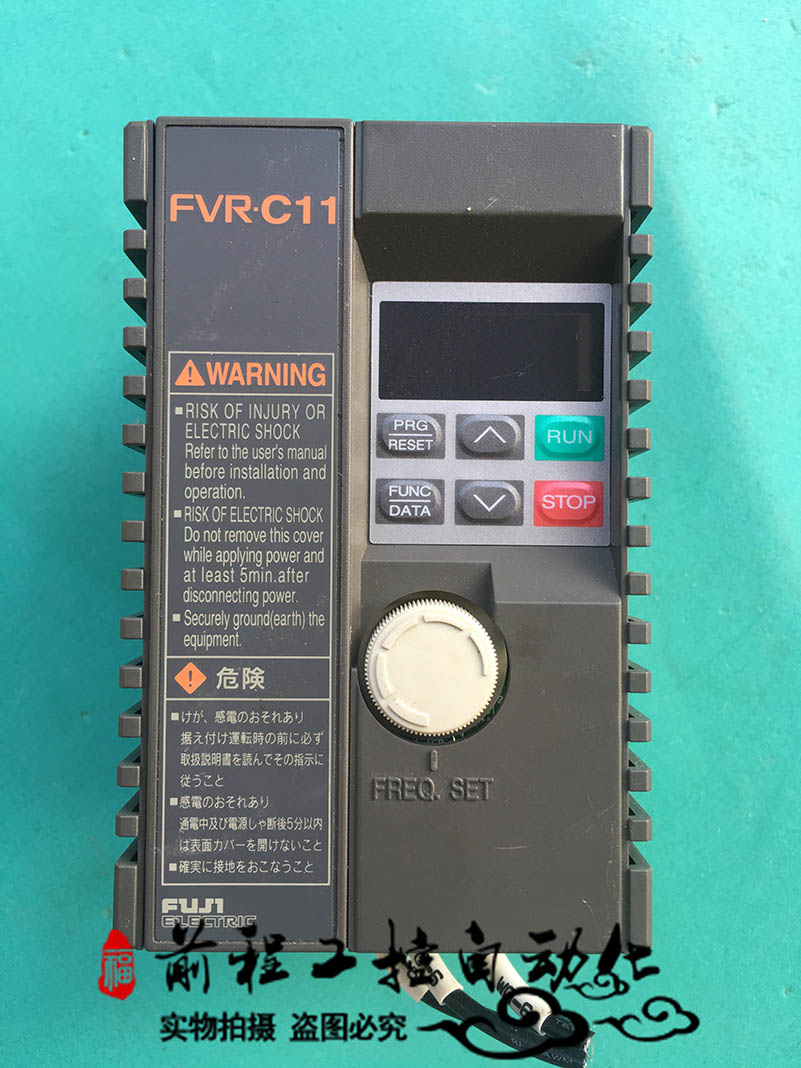 FVR-C11
WARNING
■RISK OF INJURY OR
ELECTRIC SHOCK
Refer to the user's manual
before installation and
operation.
■RISK OF ELECTRIC SHOCK
Do not remove this cover
while applying power and
at least 5min.after
disconnecting power.
■Securely ground(earth) the
equipment.
危険
■けが、感電のおそれあり
据え付け運転時の前に必ず
取扱説明書を読んでその指示に
従うこと
■感電のおそれあり
通電中及び電源しゃ断後5分以内
は表面カバーを開けないこと
■確実に接地をおこなうこと
FUJI
ELECTRIC
PRG
RESET
RUN
FUNC
DATA
STOP
FREQ. SET
福
前程工控自动化
实物拍摄 盗图必究